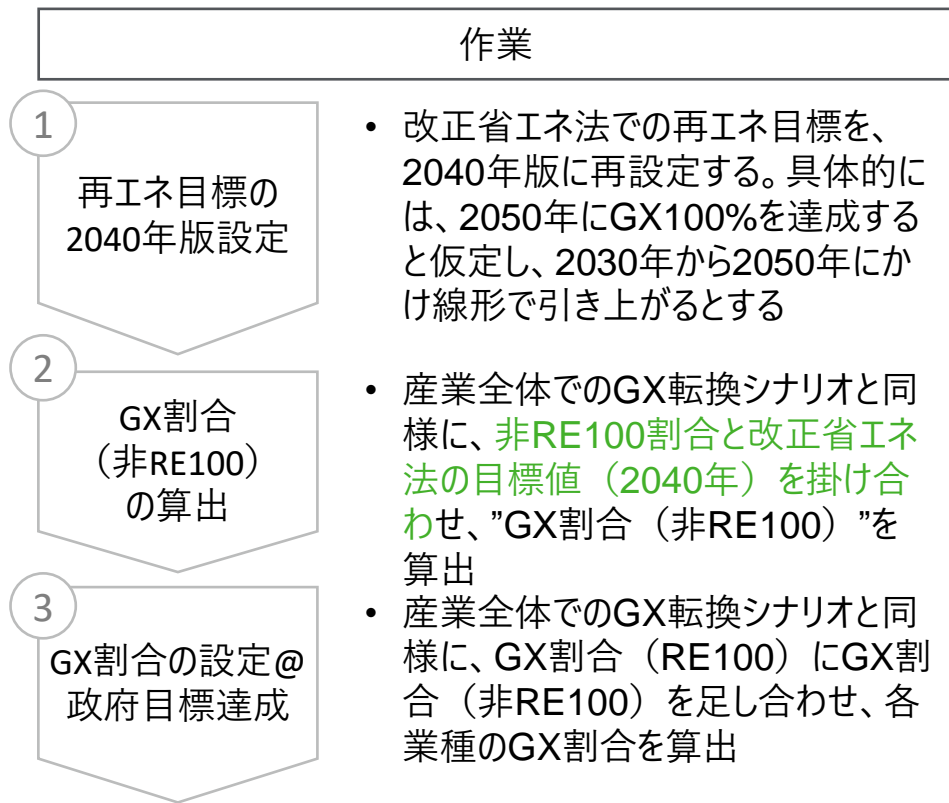 作業
1
再エネ目標の
2040年版設定
• 改正省エネ法での再エネ目標を、
2040年版に再設定する。具体的に
は、2050年にGX100%を達成する
と仮定し、2030年から2050年にか
け線形で引き上がるとする
2
GX割合
（非RE100）
の算出
• 産業全体でのGX転換シナリオと同
様に、非RE100割合と改正省エネ
法の目標値（2040年）を掛け合
わせ、”GX割合（非RE100）”を
算出
3
GX割合の設定@
政府目標達成
• 産業全体でのGX転換シナリオと同
様に、GX割合（RE100）にGX割
合（非RE100）を足し合わせ、各
業種のGX割合を算出